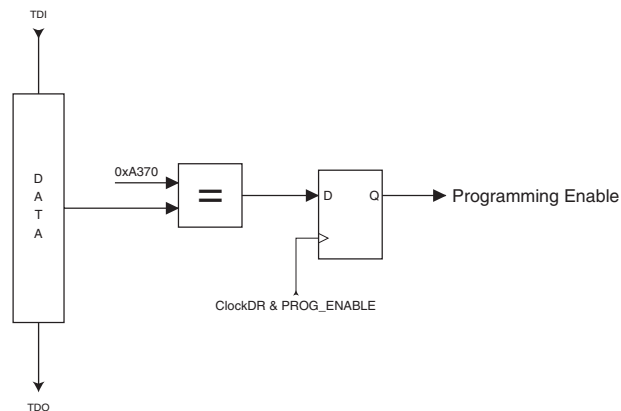 TDI
D
A
T
A
0xA370
=
D
Q
Programming Enable
ClockDR & PROG_ENABLE
TDO